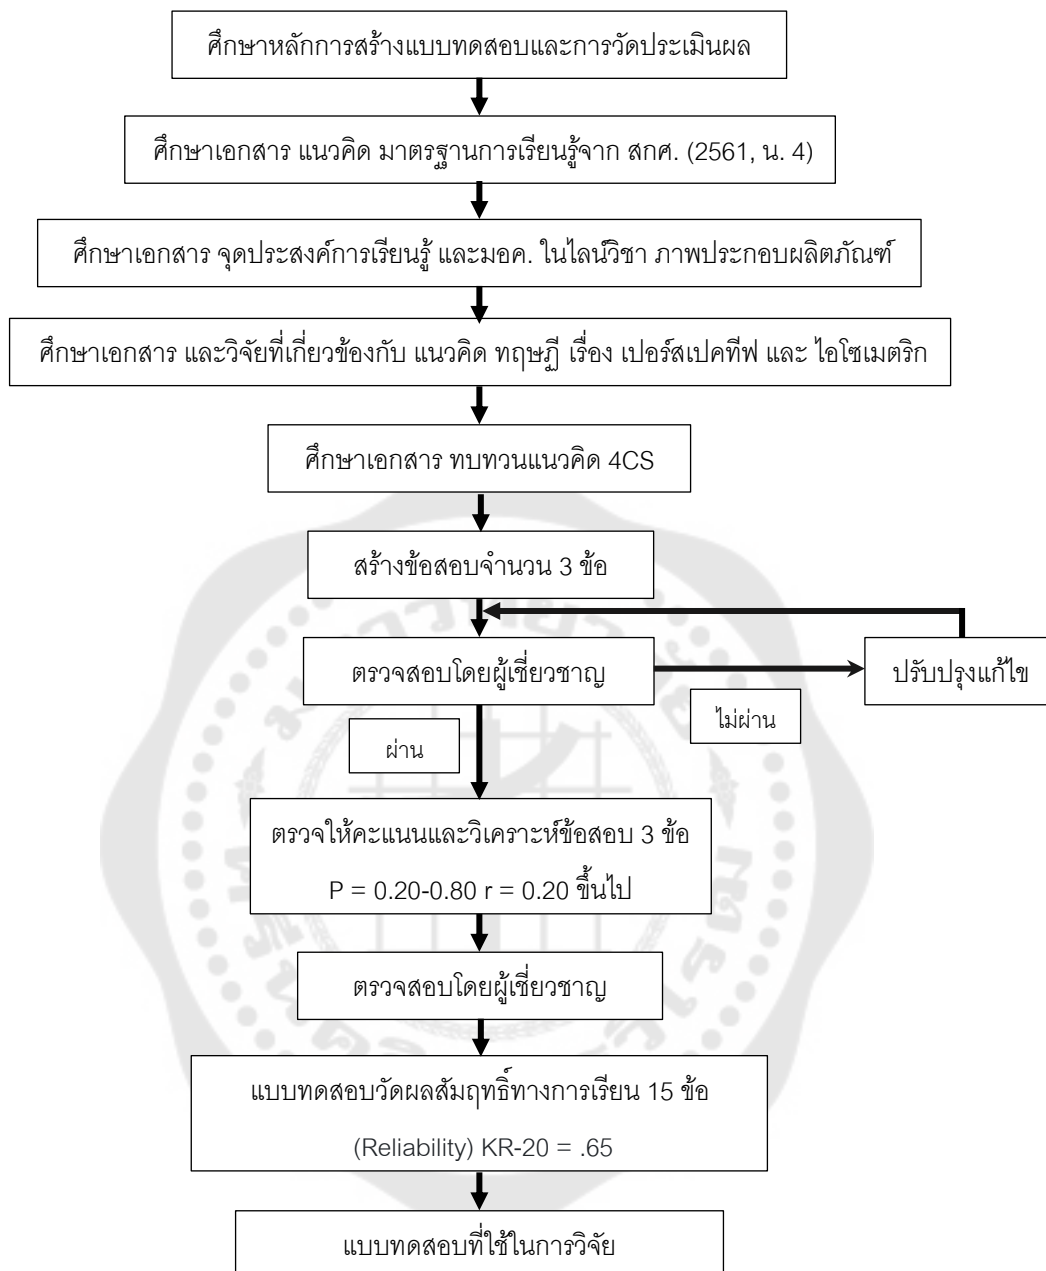 ศึกษาหลักการสร้างแบบทดสอบและการวัดประเมินผล
ศึกษาเอกสาร แนวคิด มาตรฐานการเรียนรู้จาก สกศ. (2561, น. 4)
ศึกษาเอกสาร จุดประสงค์การเรียนรู้ และมอค. ในไลน์วิชา ภาพประกอบผลิตภัณฑ์
ศึกษาเอกสาร และวิจัยที่เกี่ยวข้องกับ แนวคิด ทฤษฎี เรื่อง เปอร์สเปคทีฟ และ ไอโซเมตริก
ศึกษาเอกสาร ทบทวนแนวคิด 4CS
สร้างข้อสอบจำนวน 3 ข้อ
ตรวจสอบโดยผู้เชี่ยวชาญ
ปรับปรุงแก้ไข
ไม่ผ่าน
ผ่าน
ตรวจให้คะแนนและวิเคราะห์ข้อสอบ 3 ข้อ
P = 0.20-0.80 r = 0.20 ขึ้นไป
ตรวจสอบโดยผู้เชี่ยวชาญ
แบบทดสอบวัดผลสัมฤทธิ์ทางการเรียน 15 ข้อ
(Reliability) KR-20 = .65
แบบทดสอบที่ใช้ในการวิจัย